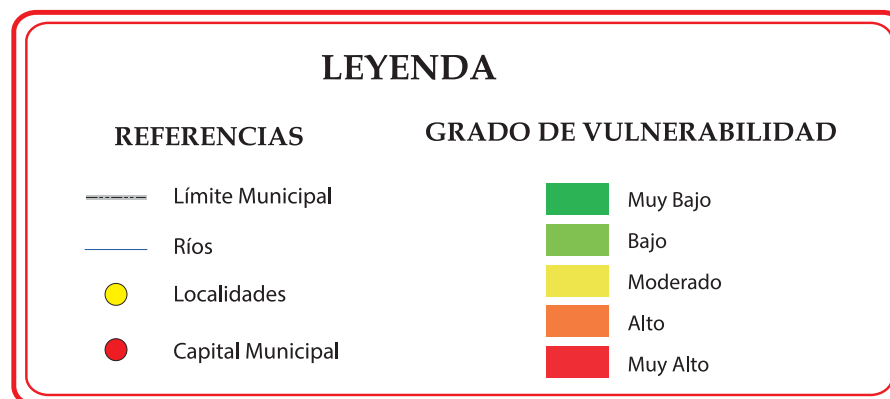 LEYENDA
REFERENCIAS
Límite Municipal
Ríos
Localidades
Capital Municipal
GRADO DE VULNERABILIDAD
Muy Bajo
Bajo
Moderado
Alto
Muy Alto